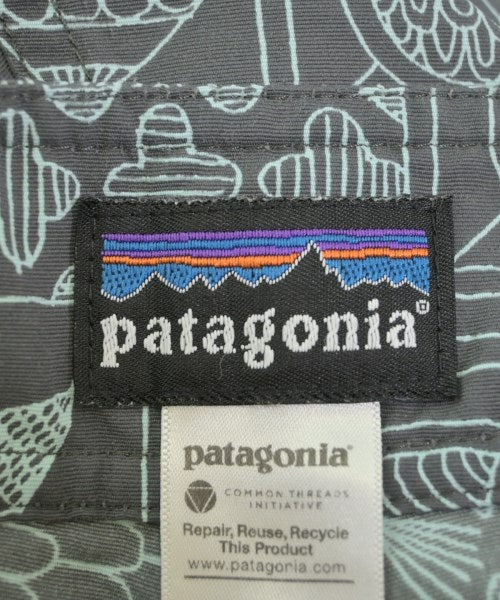 patagonia®
patagonia®
COMMON THREADS
INITIATIVE
Repair, Reuse, Recycle
This Product
www.patagonia.com